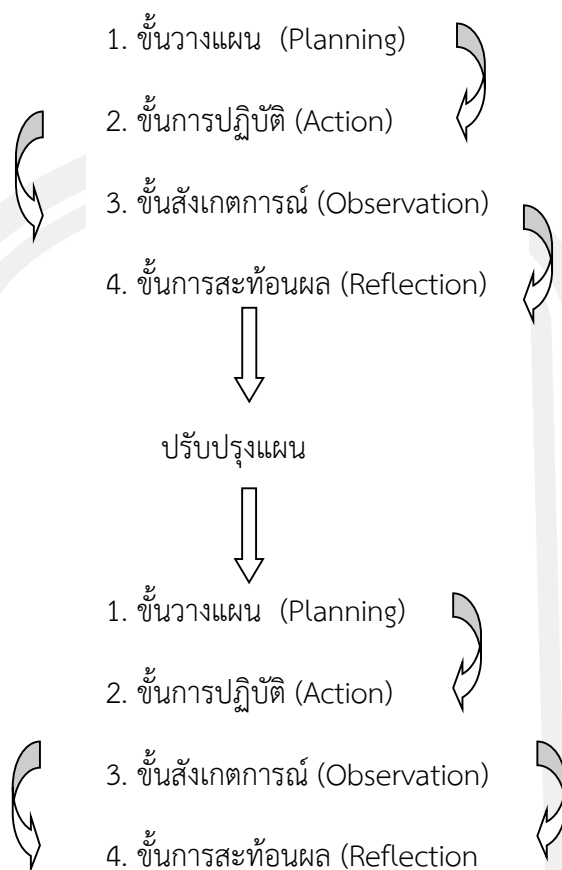 1. ขั้นวางแผน (Planning)
2. ขั้นการปฏิบัติ (Action)
3. ขั้นสังเกตการณ์ (Observation)
4. ขั้นการสะท้อนผล (Reflection)
ปรับปรุงแผน
1. ขั้นวางแผน (Planning)
2. ขั้นการปฏิบัติ (Action)
3. ขั้นสังเกตการณ์ (Observation)
4. ขั้นการสะท้อนผล (Reflection